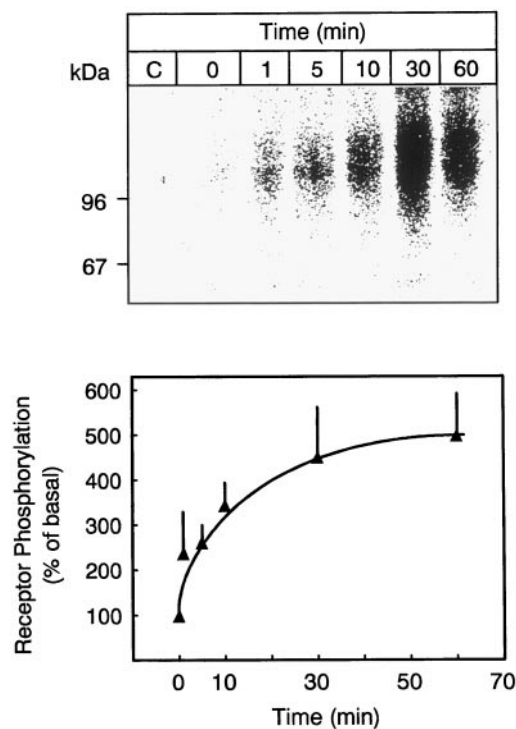 Time (min)
kDa C 0 1 5 10 30 60
96
67
600
500
400
300
200
100
Receptor Phosphorylation
(% of basal)
0 10 30 50 70
Time (min)